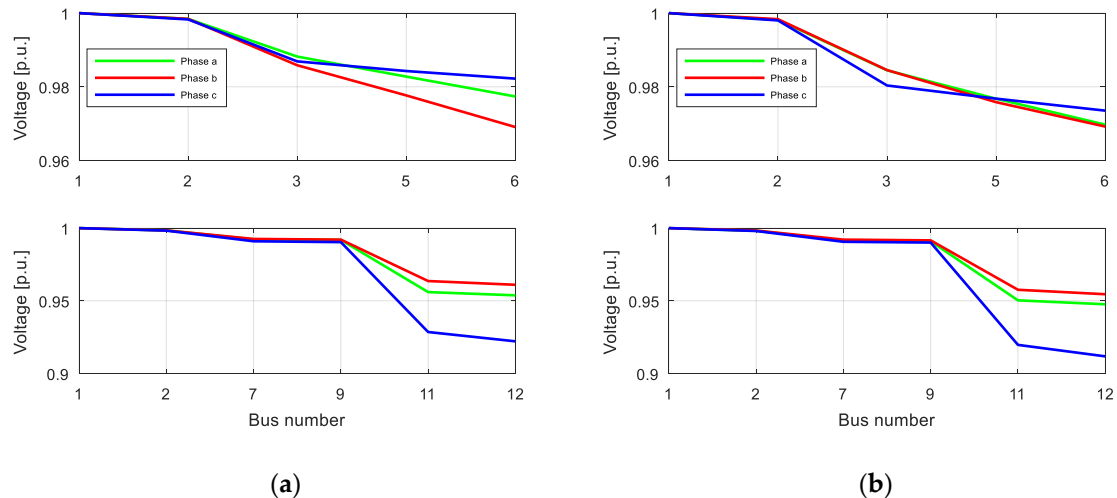 1
0.98
0.96
Voltage [p.u.]
Phase a
Phase b
Phase c
1 2 3 5 6
1
0.95
0.9
Voltage [p.u.]
1 2 7 9 11 12
Bus number
(a)
1
0.98
0.96
Voltage [p.u.]
Phase a
Phase b
Phase c
1 2 3 5 6
1
0.95
0.9
Voltage [p.u.]
1 2 7 9 11 12
Bus number
(b)